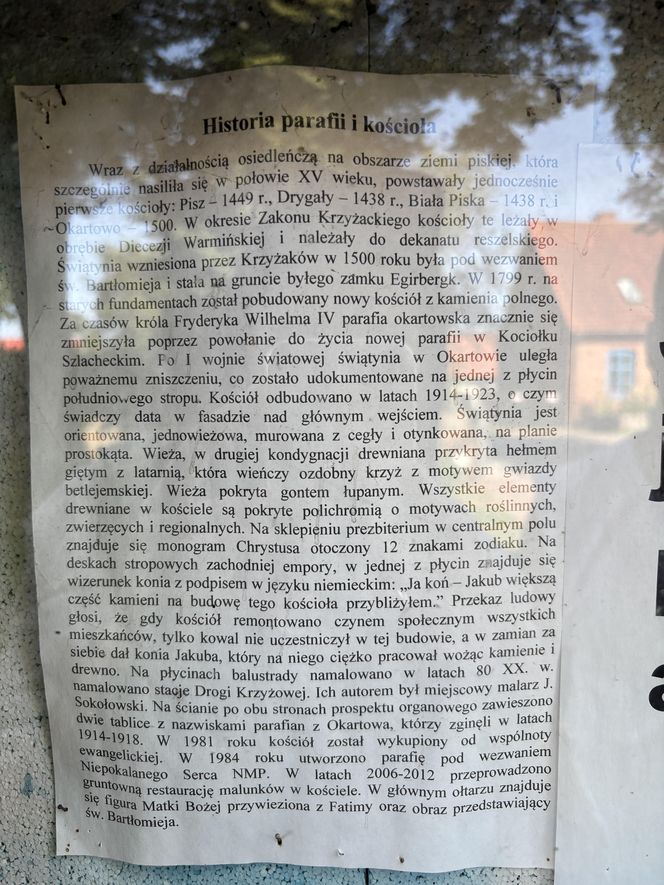 Historia parafii i kościoła
Wraz z działalnością osiedleńczą na obszarze ziemi piskiej, która
szczególnie nasiliła się w połowie XV wieku, powstawały jednocześnie
pierwsze kościoły: Pisz – 1449 r., Drygały – 1438 r., Biała Piska – 1438 r. i
Okartowo – 1500. W okresie Zakonu Krzyżackiego kościoły te leżały w
obrębie Diecezji Warmińskiej i należały do dekanatu reszelskiego.
Świątynia wzniesiona przez Krzyżaków w 1500 roku była pod wezwaniem
św. Bartłomieja i stała na gruncie byłego zamku Egirbergk. W 1799 r. na
starych fundamentach został pobudowany nowy kościół z kamienia polnego.
Za czasów króla Fryderyka Wilhelma IV parafia okartowska znacznie się
zmniejszyła poprzez powołanie do życia nowej parafii w Kociołku
Szlacheckim. Po I wojnie światowej świątynia w Okartowie uległa
poważnemu zniszczeniu, co zostało udokumentowane na jednej z płycin
południowego stropu. Kościół odbudowano w latach 1914-1923, o czym
świadczy data w fasadzie nad głównym wejściem. Świątynia jest
orientowana, jednowieżowa, murowana z cegły i otynkowana, na planie
prostokąta. Wieża, w drugiej kondygnacji drewniana przykryta hełmem
giętym z latarnią, która wieńczy ozdobny krzyż z motywem gwiazdy
betlejemskiej. Wieża pokryta gontem łupanym. Wszystkie elementy
drewniane w kościele są pokryte polichromią o motywach roślinnych,
zwierzęcych i regionalnych. Na sklepieniu prezbiterium w centralnym polu
znajduje się monogram Chrystusa otoczony 12 znakami zodiaku. Na
deskach stropowych zachodniej empory, w jednej z płycin znajduje się
wizerunek konia z podpisem w języku niemieckim: „Ja koń – Jakub większą
część kamieni na budowę tego kościoła przybliżyłem.” Przekaz ludowy
głosi, że gdy kościół remontowano czynem społecznym wszystkich
mieszkańców, tylko kowal nie uczestniczył w tej budowie, a w zamian za
siebie dał konia Jakuba, który na niego ciężko pracował wożąc kamienie i
drewno. Na płycinach balustrady namalowano w latach 80 XX. w.
namalowano stacje Drogi Krzyżowej. Ich autorem był miejscowy malarz J.
Sokołowski. Na ścianie po obu stronach prospektu organowego zawieszono
dwie tablice z nazwiskami parafian z Okartowa, którzy zginęli w latach
1914-1918. W 1981 roku kościół został wykupiony od wspólnoty
ewangelickiej. W 1984 roku utworzono parafię pod wezwaniem
Niepokalanego Serca NMP. W latach 2006-2012 przeprowadzono
gruntowną restaurację malunków w kościele. W głównym ołtarzu znajduje
się figura Matki Bożej przywieziona z Fatimy oraz obraz przedstawiający
św. Bartłomieja.